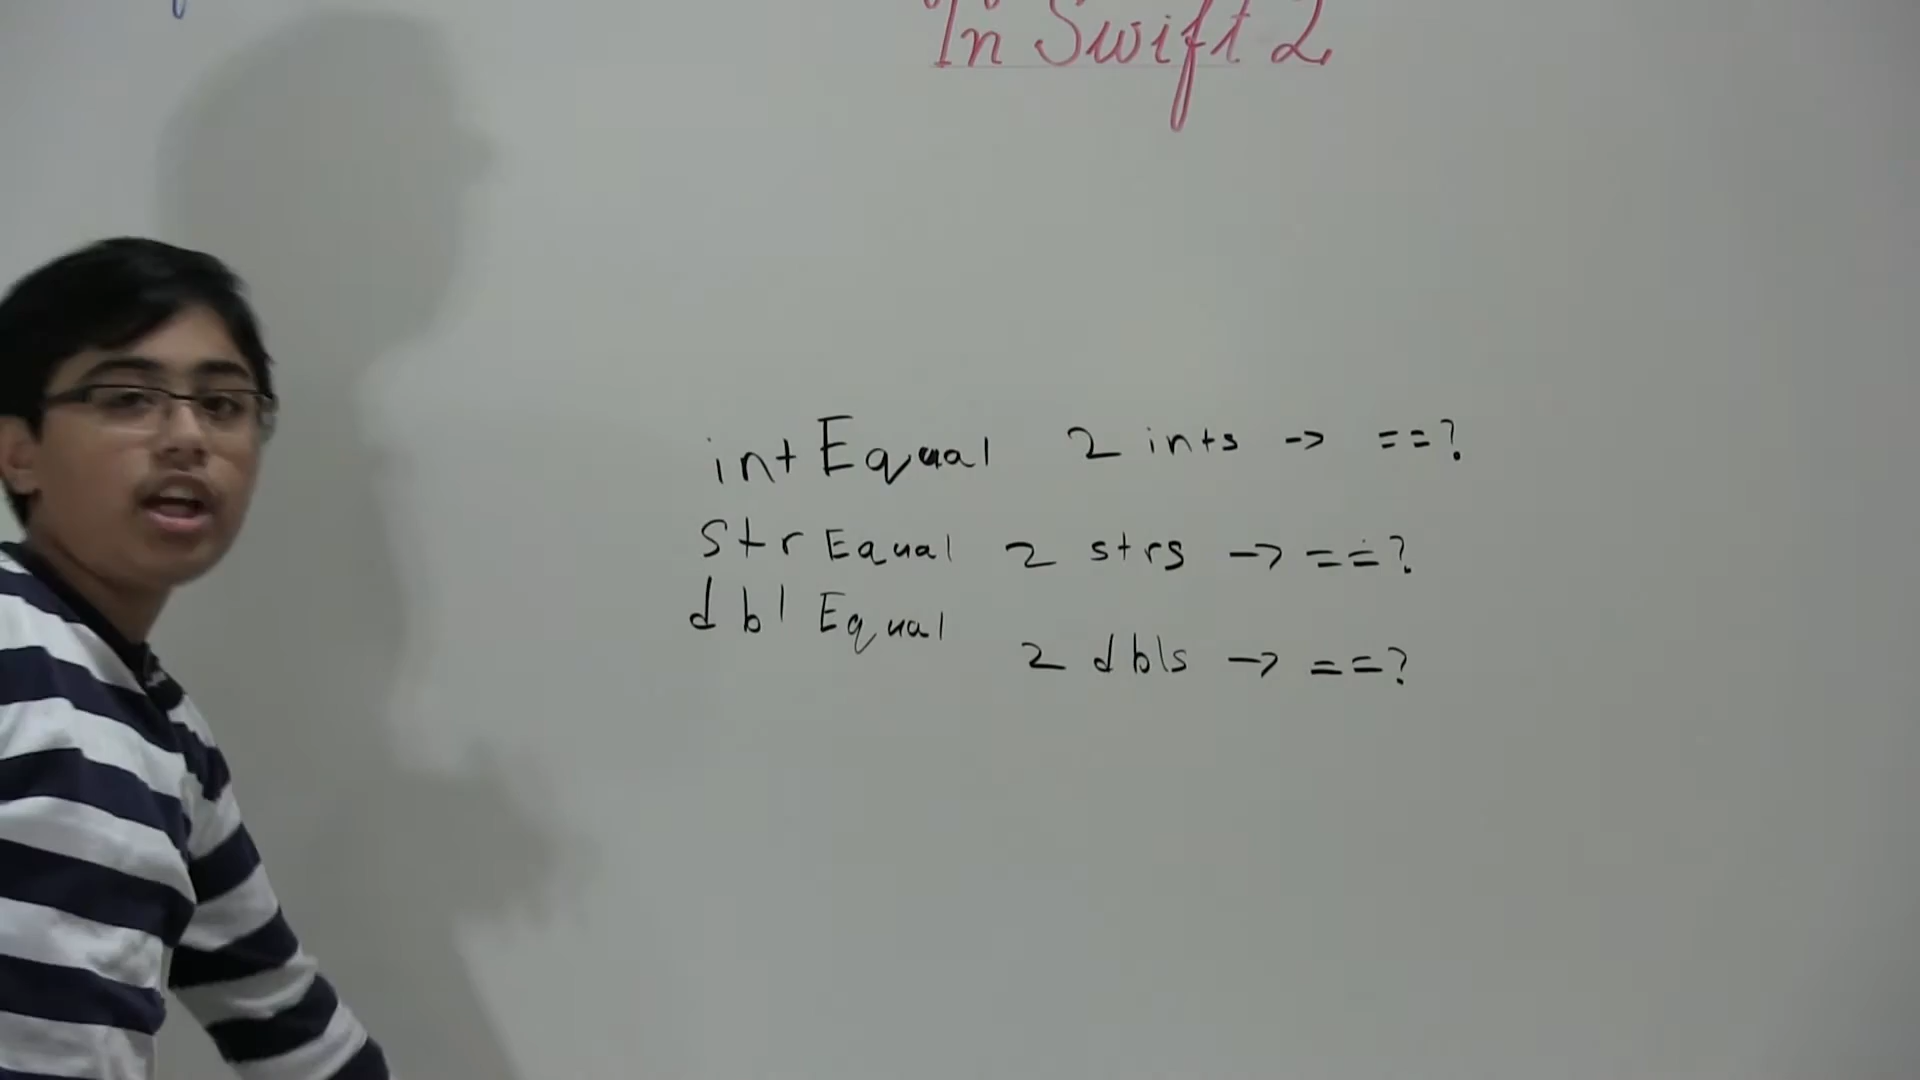 In Swift 2
intEqual 2 ints -> ==?
strEqual 2 strs -> ==?
dblEqual
2 dbls -> ==?